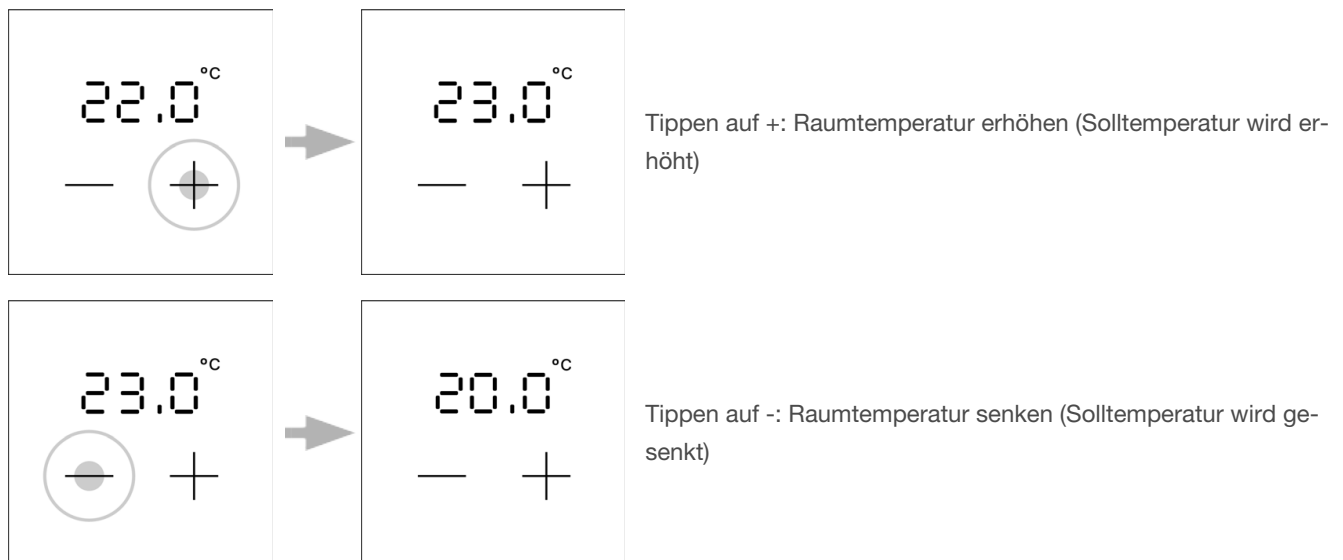 22.0 °C
— +
23.0 °C
— +
Tippen auf +: Raumtemperatur erhöhen (Solltemperatur wird er-
höht)
23.0 °C
— +
20.0 °C
— +
Tippen auf -: Raumtemperatur senken (Solltemperatur wird ge-
senkt)